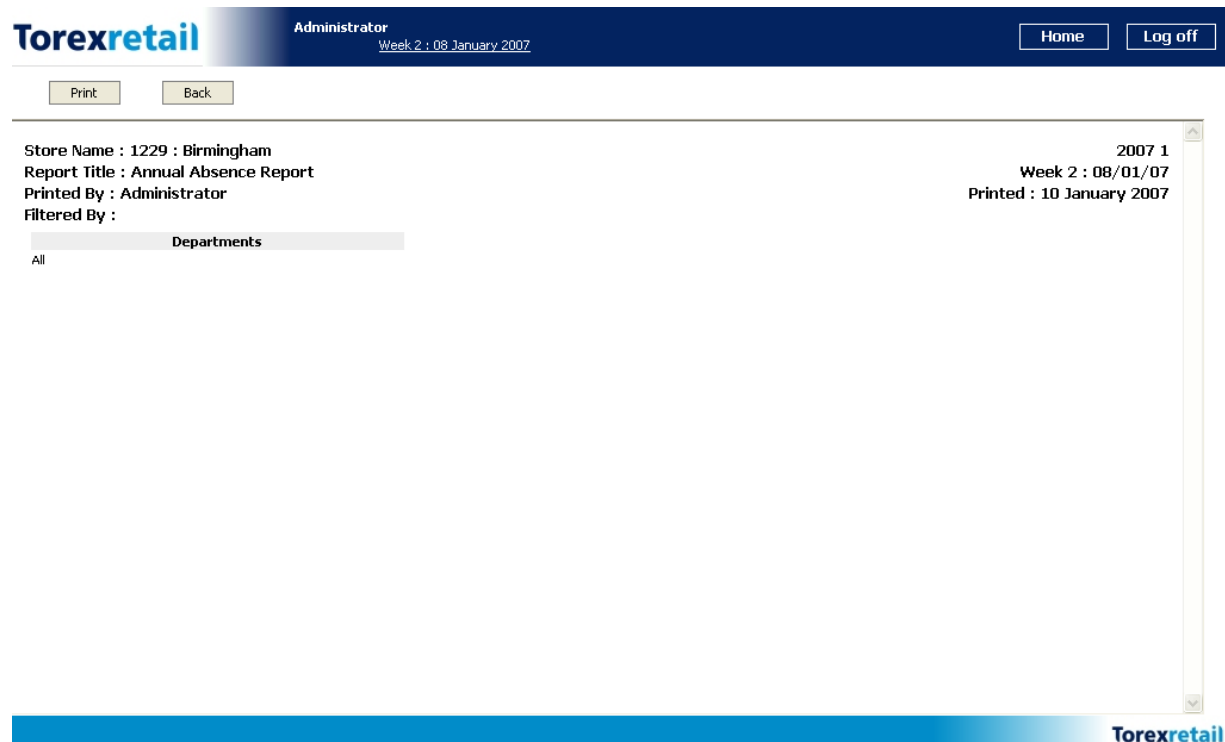 Torexretail
Administrator
Week 2 : 08 January 2007
Home
Log off
Print
Back
Store Name : 1229 : Birmingham
2007 1
Report Title : Annual Absence Report
Week 2 : 08/01/07
Printed By : Administrator
Printed : 10 January 2007
Filtered By :
Departments
All
Torexretail